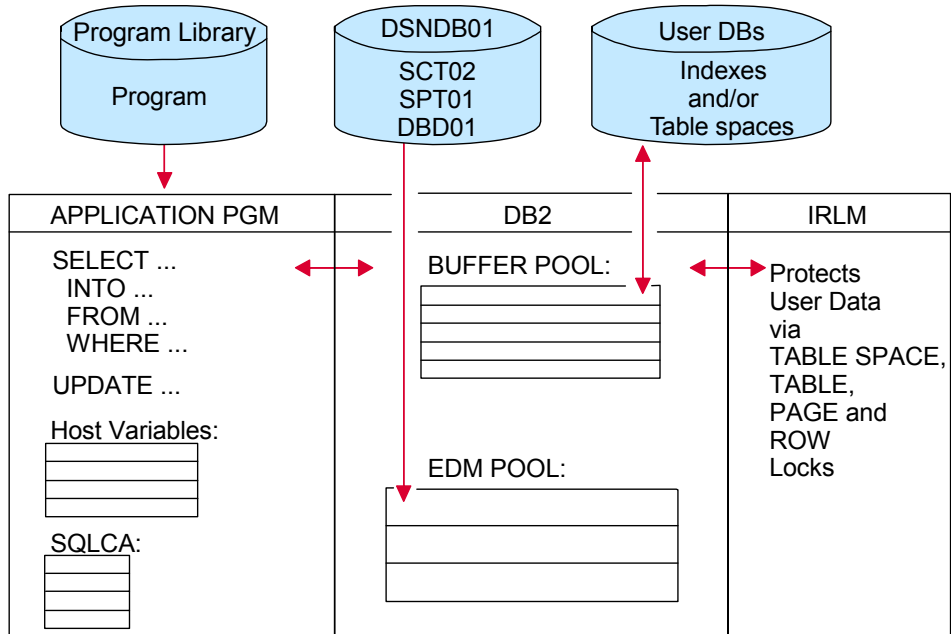 Program Library
Program
DSNDB01
SCT02
SPT01
DBD01
User DBs
Indexes
and/or
Table spaces
APPLICATION PGM
DB2
IRLM
SELECT ...
INTO ...
FROM ...
WHERE ...
UPDATE ...
Host Variables:
SQLCA:
BUFFER POOL:
EDM POOL:
Protects
User Data
via
TABLE SPACE,
TABLE,
PAGE and
ROW
Locks